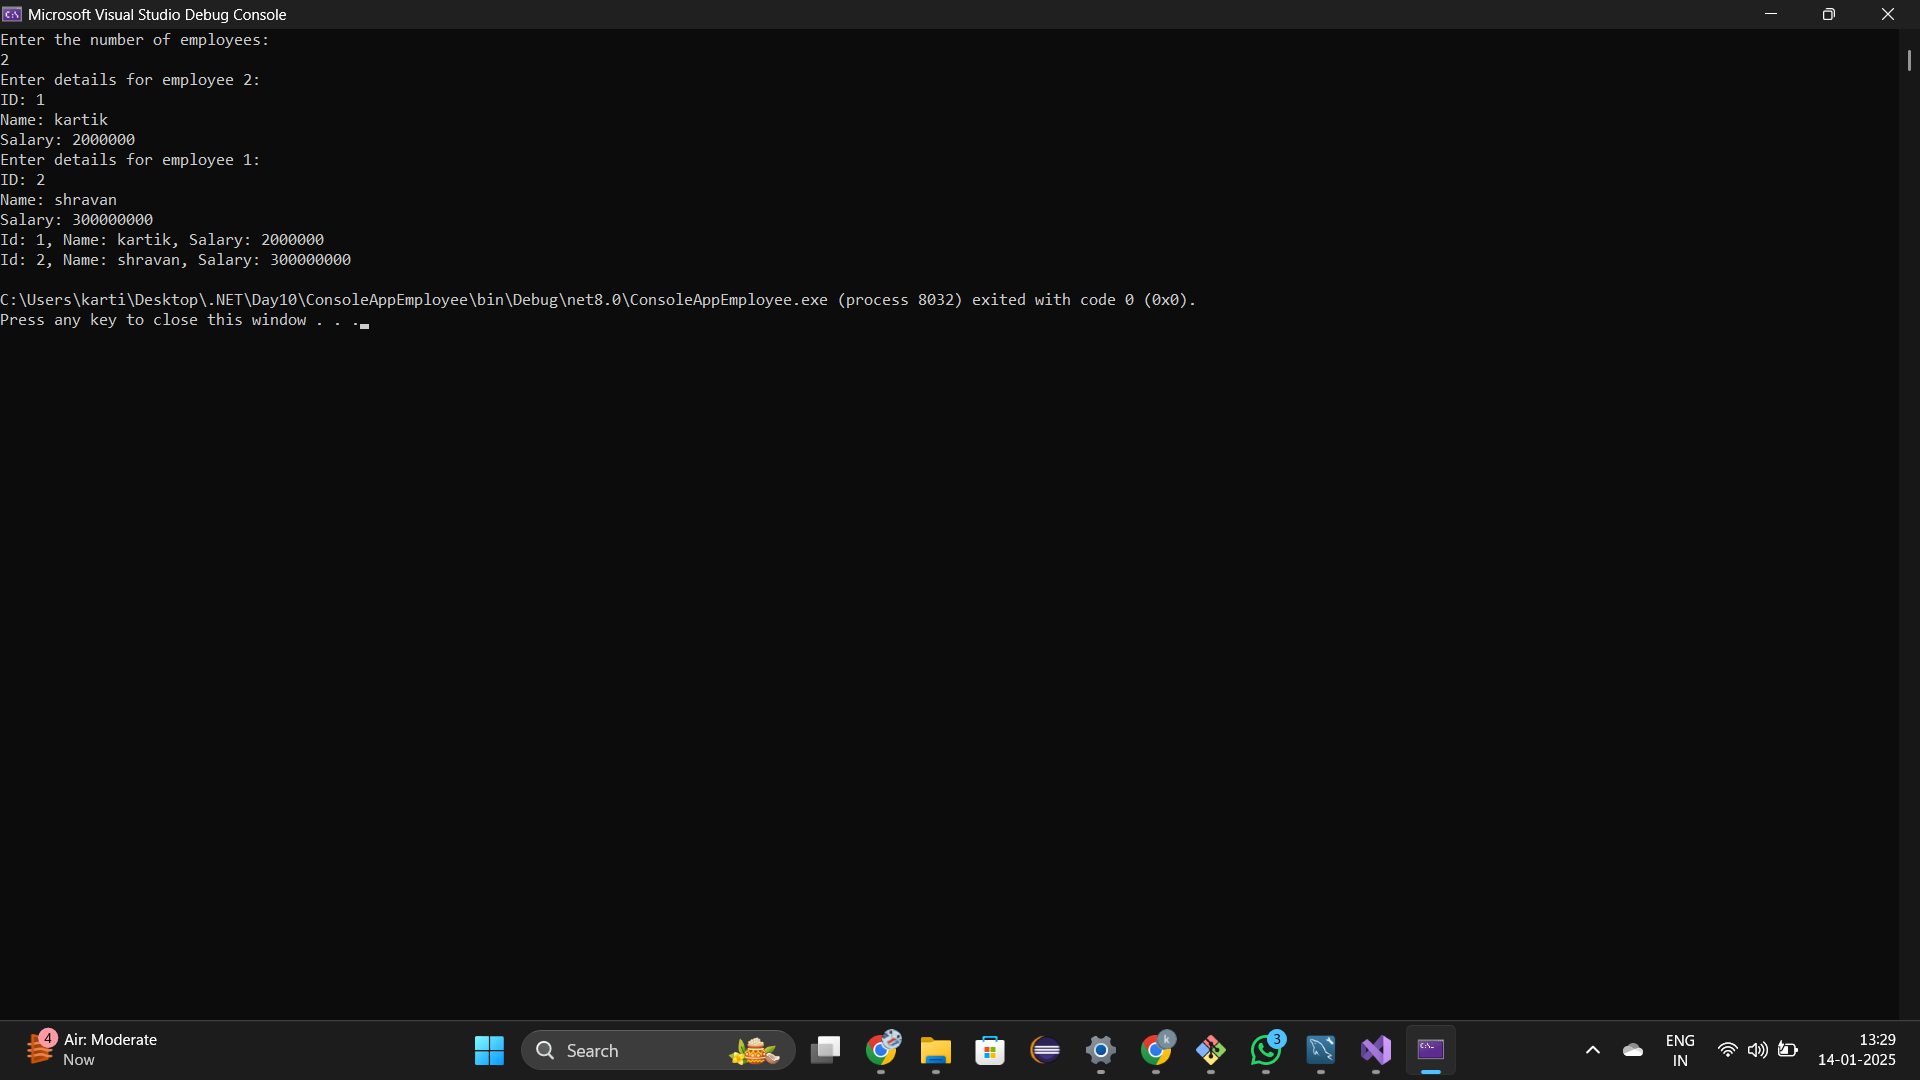 Microsoft Visual Studio Debug Console
Enter the number of employees:
2
Enter details for employee 2:
ID: 1
Name: kartik
Salary: 2000000
Enter details for employee 1:
ID: 2
Name: shravan
Salary: 300000000
Id: 1, Name: kartik, Salary: 2000000
Id: 2, Name: shravan, Salary: 300000000
C:\Users\karti\Desktop\.NET\Day10\ConsoleAppEmployee\bin\Debug\net8.0\ConsoleAppEmployee.exe (process 8032) exited with code 0 (0x0).
Press any key to close this window . . .
4
Air: Moderate
Now
Search
k
3
ENG
IN
13:29
14-01-2025